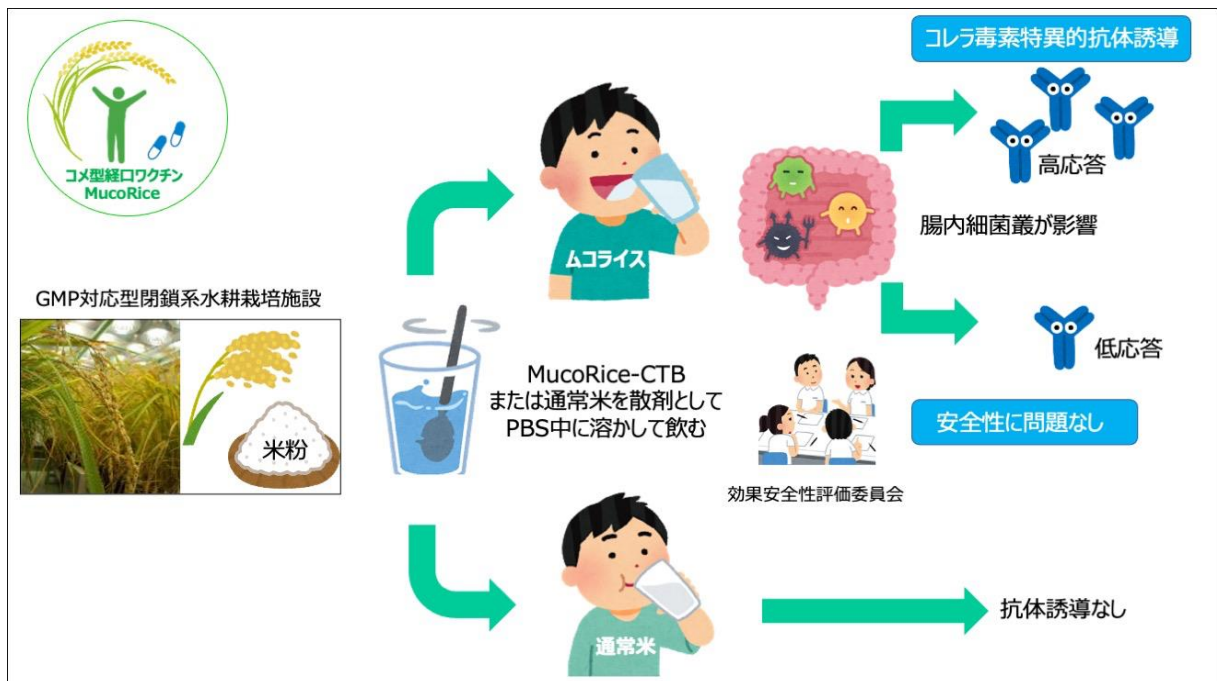 コメ型経口ワクチン
MucoRice
GMP対応型閉鎖系水耕栽培施設
米粉
MucoRice-CTB
または通常米を散剤として
PBS中に溶かして飲む
ムコライス
通常米
コレラ毒素特異的抗体誘導
高応答
腸内細菌叢が影響
低応答
安全性に問題なし
効果安全性評価委員会
抗体誘導なし